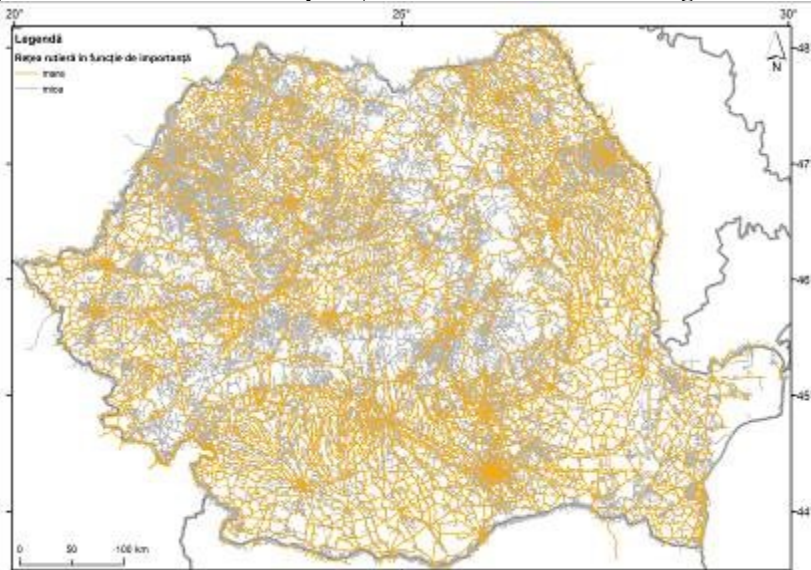 20° 25° 30°
Legendă
Rețea rutieră în funcție de importanță
mare
mica
N
48
47
46
45
44
0 50 100 km